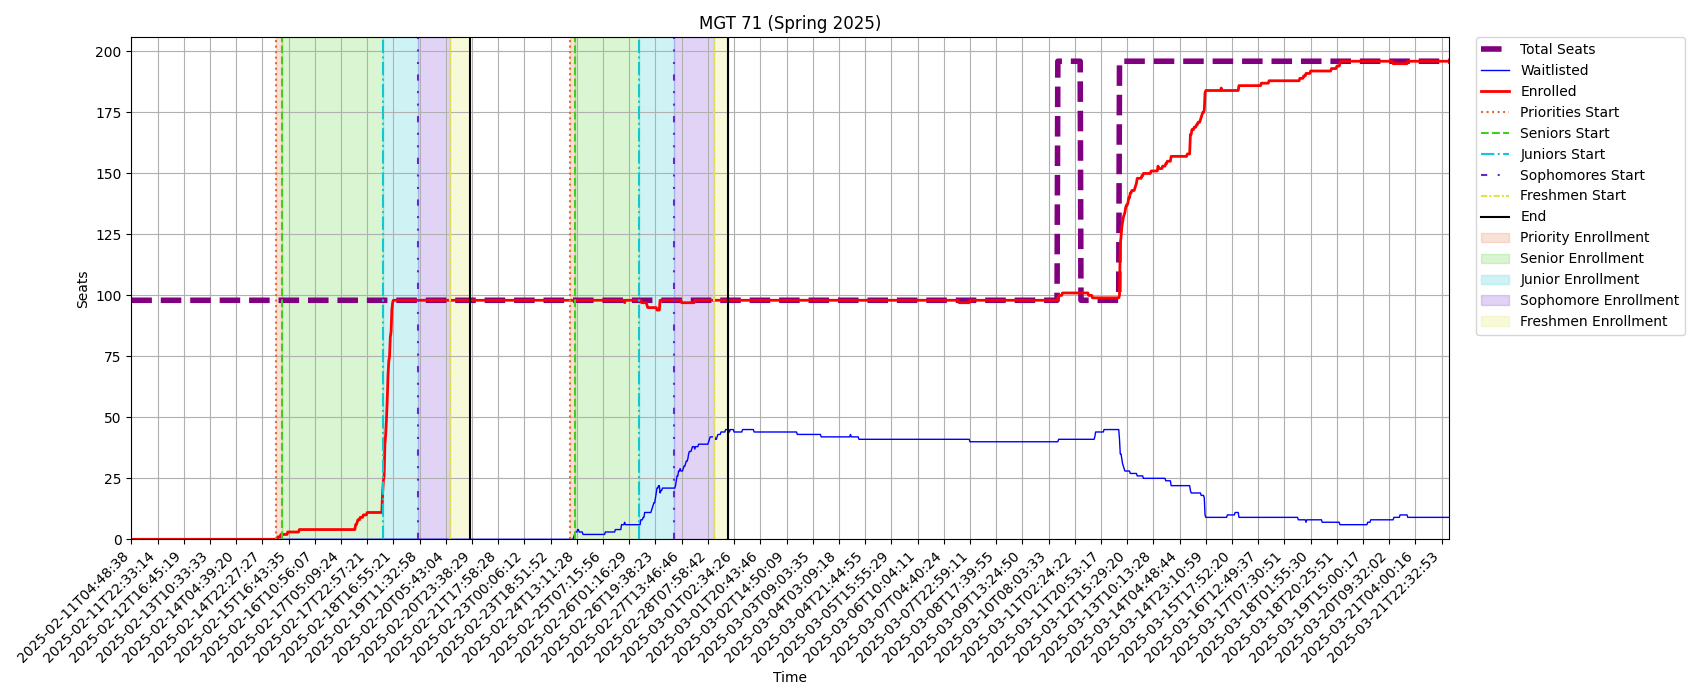 MGT 71 (Spring 2025)
Seats
200
175
150
125
100
75
50
25
0
2025-02-11T04:48:38
2025-02-11T22:33:14
2025-02-12T16:45:19
2025-02-13T10:33:33
2025-02-14T04:39:20
2025-02-14T22:27:27
2025-02-15T16:43:35
2025-02-16T10:56:07
2025-02-17T05:09:24
2025-02-17T22:57:21
2025-02-18T16:55:21
2025-02-19T11:32:58
2025-02-20T05:43:04
2025-02-20T23:38:29
2025-02-21T17:58:28
2025-02-23T00:06:12
2025-02-23T18:51:52
2025-02-24T13:11:28
2025-02-25T07:15:56
2025-02-26T01:16:29
2025-02-26T19:38:23
2025-02-27T13:46:46
2025-02-28T07:58:42
2025-03-01T02:34:26
2025-03-01T20:43:46
2025-03-02T14:50:09
2025-03-03T09:03:35
2025-03-04T03:09:18
2025-03-04T21:44:55
2025-03-05T15:55:29
2025-03-06T10:04:11
2025-03-07T04:40:24
2025-03-07T22:59:11
2025-03-08T17:39:55
2025-03-09T13:24:50
2025-03-10T08:03:33
2025-03-11T02:24:22
2025-03-11T20:53:17
2025-03-12T15:29:20
2025-03-13T10:13:28
2025-03-14T04:48:44
2025-03-14T23:10:59
2025-03-15T17:52:20
2025-03-16T12:49:37
2025-03-17T07:30:51
2025-03-18T01:55:30
2025-03-18T20:25:51
2025-03-19T15:00:17
2025-03-20T09:32:02
2025-03-21T04:00:16
2025-03-21T22:32:53
Time
Total Seats
Waitlisted
Enrolled
Priorities Start
Seniors Start
Juniors Start
Sophomores Start
Freshmen Start
End
Priority Enrollment
Senior Enrollment
Junior Enrollment
Sophomore Enrollment
Freshmen Enrollment